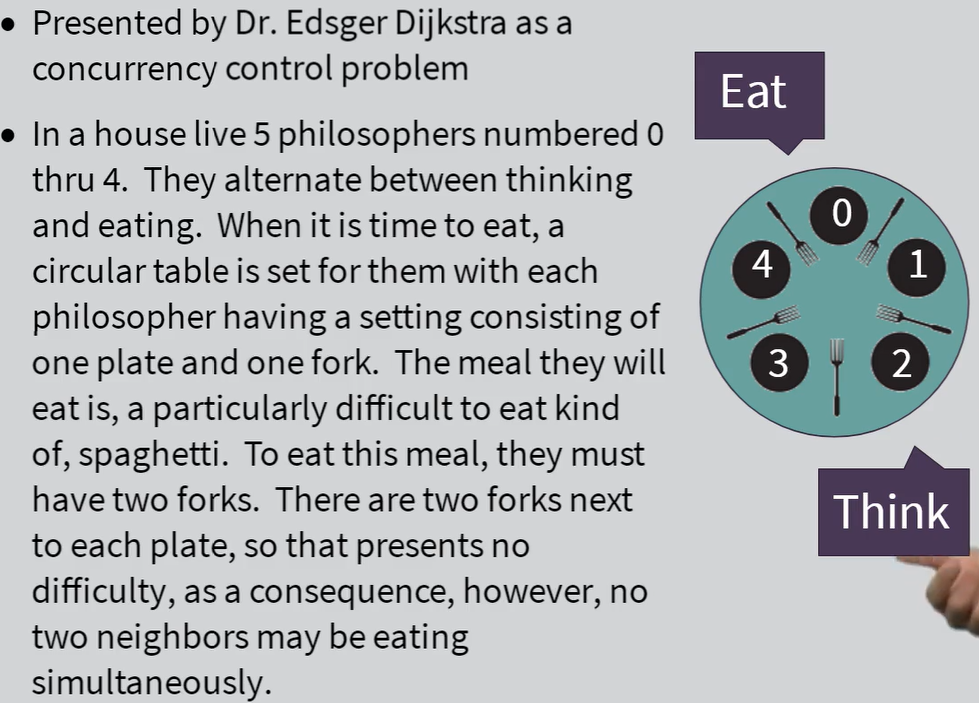 • Presented by Dr. Edsger Dijkstra as a
concurrency control problem
• In a house live 5 philosophers numbered 0
thru 4.  They alternate between thinking
and eating.  When it is time to eat, a
circular table is set for them with each
philosopher having a setting consisting of
one plate and one fork.  The meal they will
eat is, a particularly difficult to eat kind
of, spaghetti.  To eat this meal, they must
have two forks.  There are two forks next
to each plate, so that presents no
difficulty, as a consequence, however, no
two neighbors may be eating
simultaneously.
Eat
0
4 1
3 2
Think